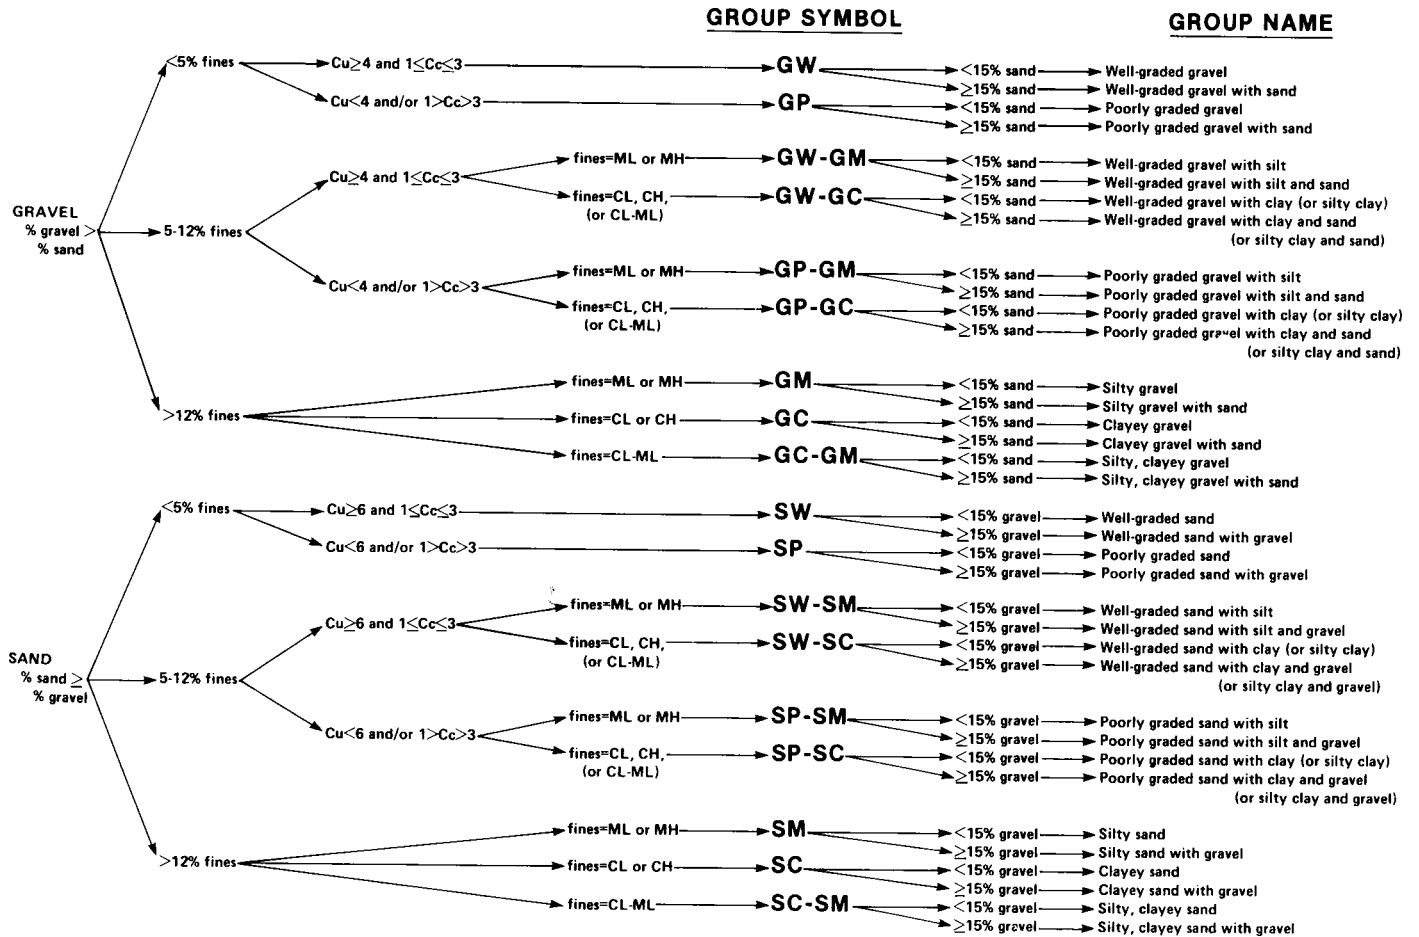 GROUP SYMBOL GROUP NAME
<5% fines Cu≥4 and 1≤Cc≤3 GW <15% sand Well-graded gravel
≥15% sand Well-graded gravel with sand
Cu<4 and/or 1>Cc>3 GP <15% sand Poorly graded gravel
≥15% sand Poorly graded gravel with sand
fines=ML or MH GW-GM <15% sand Well-graded gravel with silt
Cu≥4 and 1≤Cc≤3 ≥15% sand Well-graded gravel with silt and sand
fines=CL, CH, GW-GC <15% sand Well-graded gravel with clay (or silty clay)
(or CL-ML) ≥15% sand Well-graded gravel with clay and sand
GRAVEL
% gravel > 5-12% fines (or silty clay and sand)
% sand
fines=ML or MH GP-GM <15% sand Poorly graded gravel with silt
Cu<4 and/or 1>Cc>3 ≥15% sand Poorly graded gravel with silt and sand
fines=CL, CH, GP-GC <15% sand Poorly graded gravel with clay (or silty clay)
(or CL-ML) ≥15% sand Poorly graded gravel with clay and sand
(or silty clay and sand)
fines=ML or MH GM <15% sand Silty gravel
≥15% sand Silty gravel with sand
>12% fines fines=CL or CH GC <15% sand Clayey gravel
≥15% sand Clayey gravel with sand
fines=CL-ML GC-GM <15% sand Silty, clayey gravel
≥15% sand Silty, clayey gravel with sand
<5% fines Cu≥6 and 1≤Cc≤3 SW <15% gravel Well-graded sand
≥15% gravel Well-graded sand with gravel
Cu<6 and/or 1>Cc>3 SP <15% gravel Poorly graded sand
≥15% gravel Poorly graded sand with gravel
fines=ML or MH SW-SM <15% gravel Well-graded sand with silt
Cu≥6 and 1≤Cc≤3 ≥15% gravel Well-graded sand with silt and gravel
fines=CL, CH, SW-SC <15% gravel Well-graded sand with clay (or silty clay)
(or CL-ML) ≥15% gravel Well-graded sand with clay and gravel
SAND
% sand ≥ 5-12% fines (or silty clay and gravel)
% gravel
fines=ML or MH SP-SM <15% gravel Poorly graded sand with silt
Cu<6 and/or 1>Cc>3 ≥15% gravel Poorly graded sand with silt and gravel
fines=CL, CH, SP-SC <15% gravel Poorly graded sand with clay (or silty clay)
(or CL-ML) ≥15% gravel Poorly graded sand with clay and gravel
(or silty clay and gravel)
fines=ML or MH SM <15% gravel Silty sand
≥15% gravel Silty sand with gravel
>12% fines fines=CL or CH SC <15% gravel Clayey sand
≥15% gravel Clayey sand with gravel
fines=CL-ML SC-SM <15% gravel Silty, clayey sand
≥15% gravel Silty, clayey sand with gravel